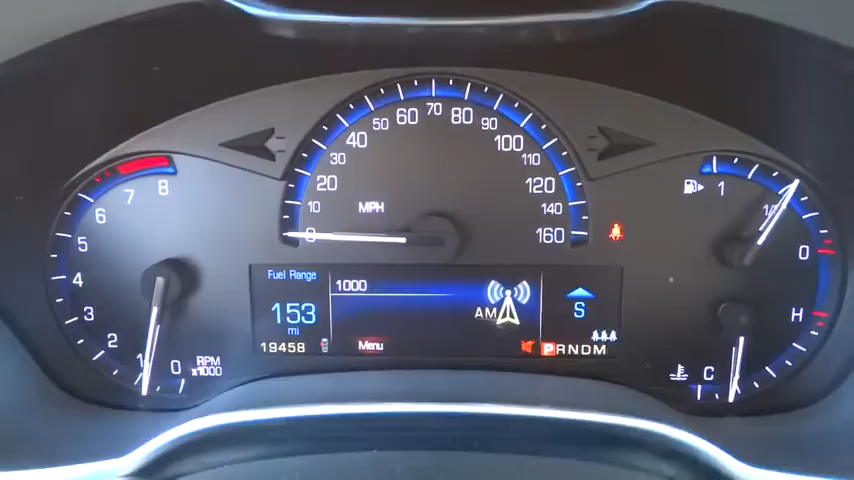 0 10 20 30 40 50 60 70 80 90 100 110 120 140 160
MPH
0 1 2 3 4 5 6 7 8
RPM
x1000
1 1/2 0
H
C
Fuel Range
153
mi
19458
1000
AM
Menu
S
PRNDM